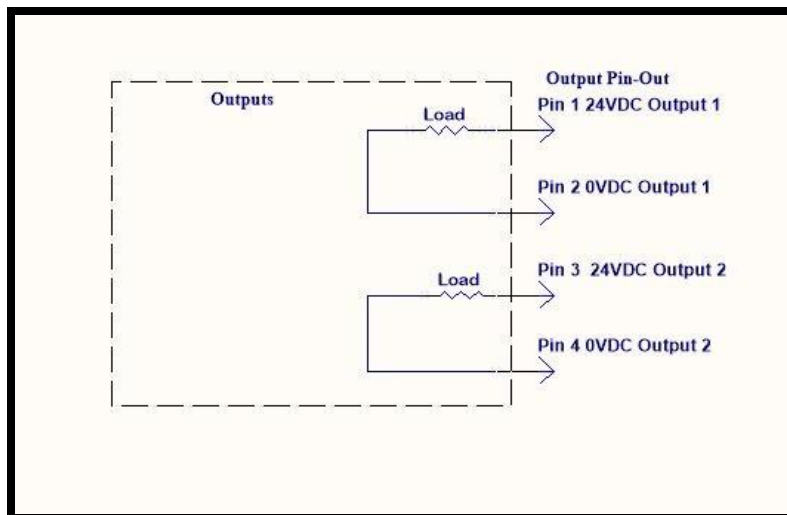 Output Pin-Out
Outputs
Pin 1 24VDC Output 1
Load
Pin 2 0VDC Output 1
Pin 3 24VDC Output 2
Load
Pin 4 0VDC Output 2